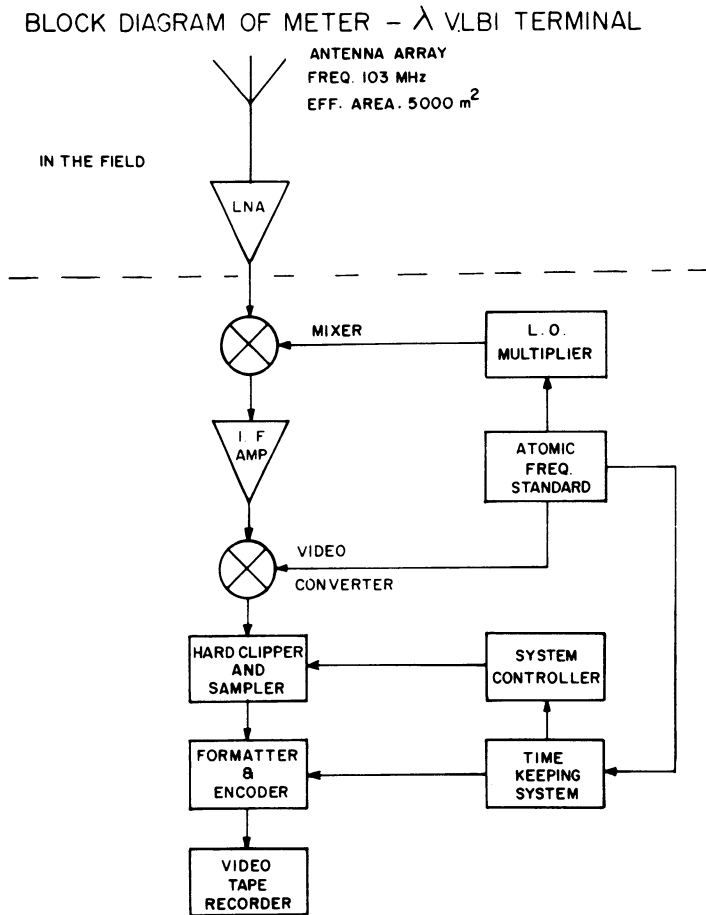 BLOCK DIAGRAM OF METER - λ VLBI TERMINAL
ANTENNA ARRAY
FREQ. 103 MHz
EFF. AREA. 5000 m²
IN THE FIELD
LNA
MIXER
L. O.
MULTIPLIER
I. F
AMP
ATOMIC
FREQ.
STANDARD
VIDEO
CONVERTER
HARD CLIPPER
AND
SAMPLER
SYSTEM
CONTROLLER
FORMATTER
&
ENCODER
TIME
KEEPING
SYSTEM
VIDEO
TAPE
RECORDER